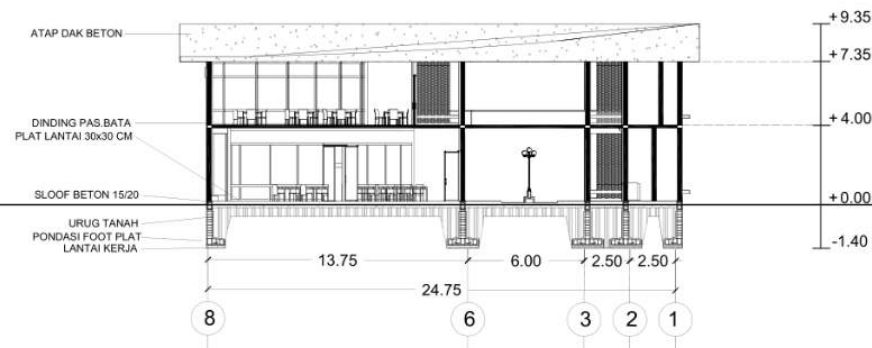 ATAP DAK BETON
DINDING PAS.BATA
PLAT LANTAI 30x30 CM
SLOOF BETON 15/20
URUG TANAH
PONDASI FOOT PLAT
LANTAI KERJA
+9.35
+7.35
+4.00
+0.00
-1.40
13.75 6.00 2.50 2.50
24.75
8 6 3 2 1